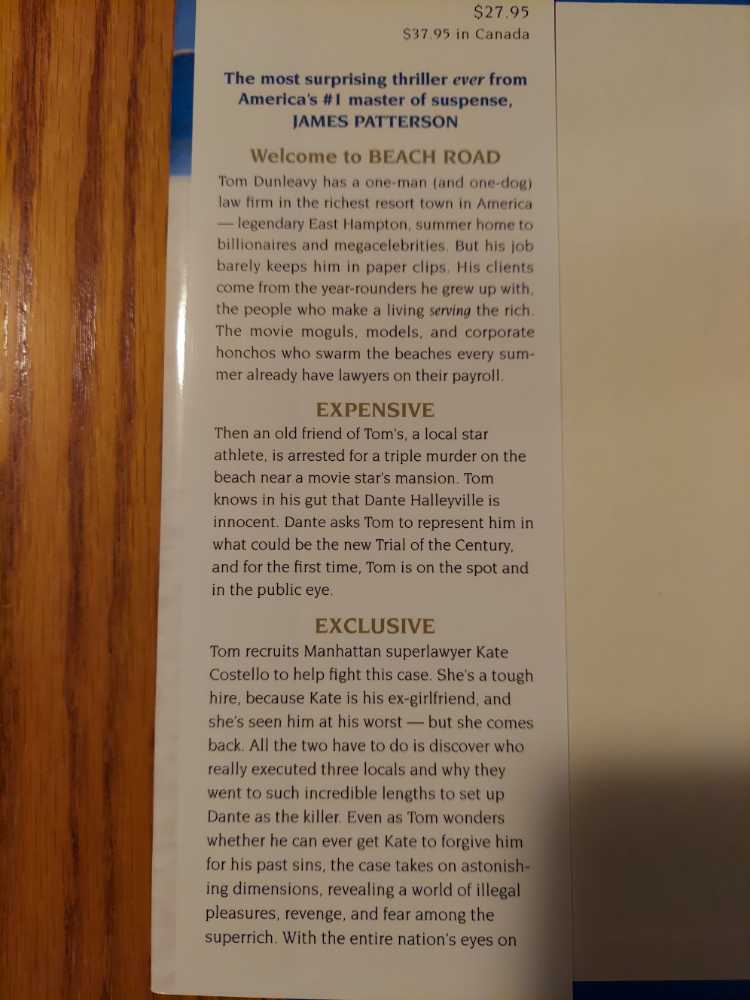 $27.95
$37.95 in Canada
The most surprising thriller ever from
America's #1 master of suspense,
JAMES PATTERSON
Welcome to BEACH ROAD
Tom Dunleavy has a one-man (and one-dog)
law firm in the richest resort town in America
— legendary East Hampton, summer home to
billionaires and megacelebrities. But his job
barely keeps him in paper clips. His clients
come from the year-rounders he grew up with,
the people who make a living serving the rich.
The movie moguls, models, and corporate
honchos who swarm the beaches every sum-
mer already have lawyers on their payroll.
EXPENSIVE
Then an old friend of Tom's, a local star
athlete, is arrested for a triple murder on the
beach near a movie star's mansion. Tom
knows in his gut that Dante Halleyville is
innocent. Dante asks Tom to represent him in
what could be the new Trial of the Century,
and for the first time, Tom is on the spot and
in the public eye.
EXCLUSIVE
Tom recruits Manhattan superlawyer Kate
Costello to help fight this case. She's a tough
hire, because Kate is his ex-girlfriend, and
she's seen him at his worst — but she comes
back. All the two have to do is discover who
really executed three locals and why they
went to such incredible lengths to set up
Dante as the killer. Even as Tom wonders
whether he can ever get Kate to forgive him
for his past sins, the case takes on astonish-
ing dimensions, revealing a world of illegal
pleasures, revenge, and fear among the
superrich. With the entire nation's eyes on